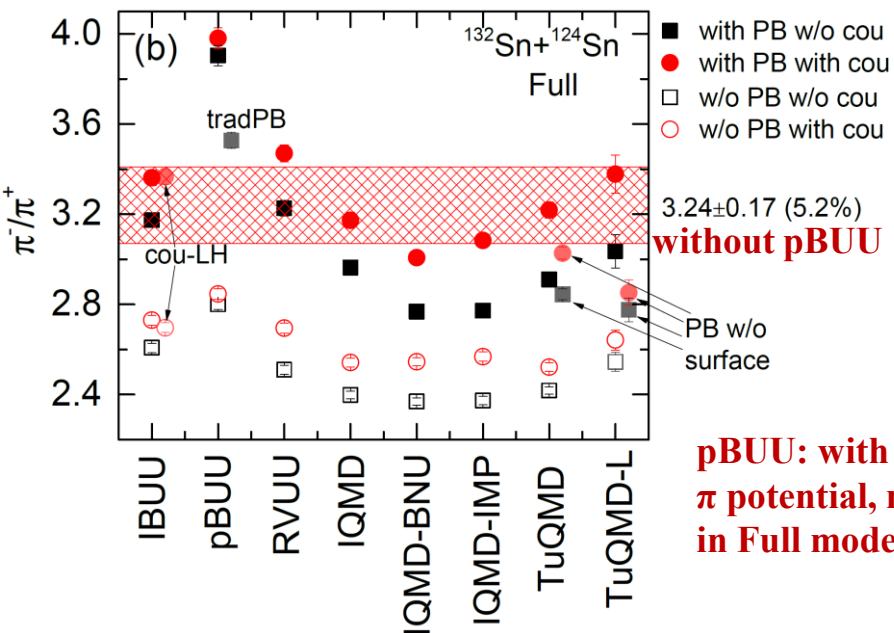 4.0
3.6
3.2
2.8
2.4
π⁻/π⁺
(b)
¹³²Sn+¹²⁴Sn
Full
tradPB
cou-LH
PB w/o
surface
with PB w/o cou
with PB with cou
w/o PB w/o cou
w/o PB with cou
3.24±0.17 (5.2%)
without pBUU
pBUU: with
π potential,
in Full
IBUU
pBUU
RVUU
IQMD
IQMD-BNU
IQMD-IMP
TuQMD
TuQMD-L